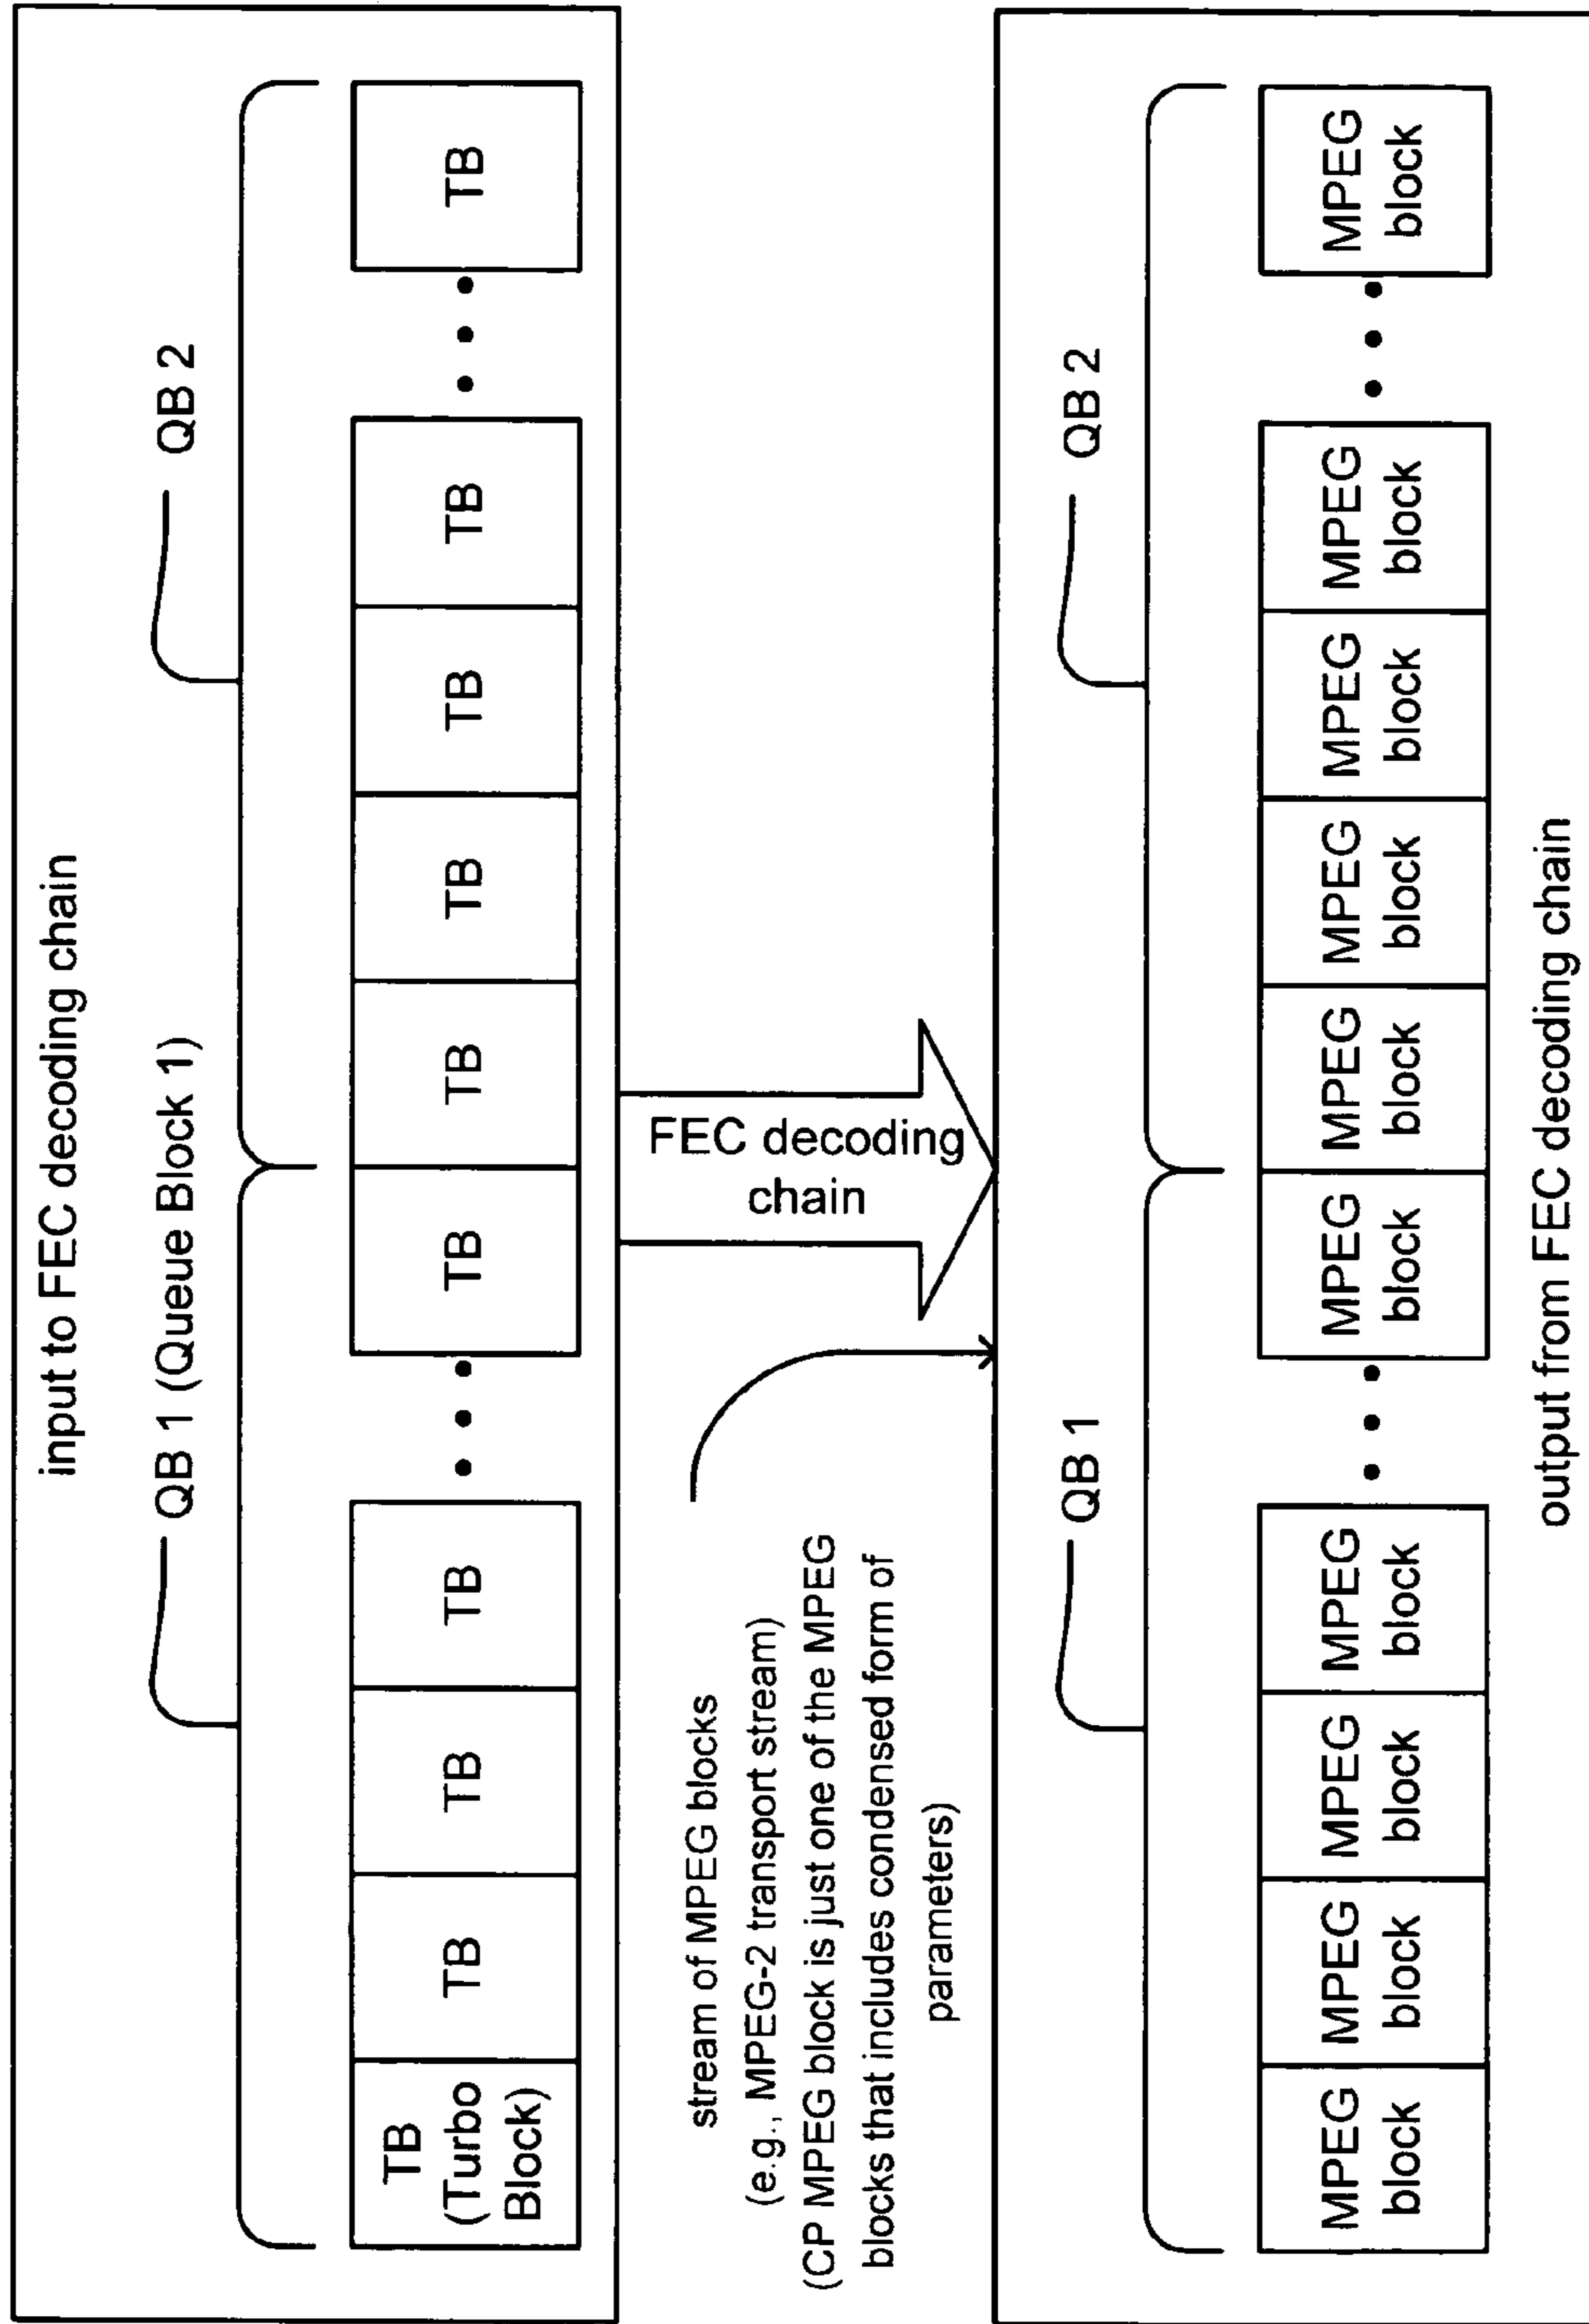 input to FEC decoding chain
QB 1 (Queue Block 1)
QB 2
TB
(Turbo
Block)
TB
TB
TB
TB
TB
TB
TB
TB
TB
stream of MPEG blocks
(e.g., MPEG-2 transport stream)
(CP MPEG block is just one of the MPEG
blocks that includes condensed form of
parameters)
FEC decoding
chain
QB 1
QB 2
MPEG
block
MPEG
block
MPEG
block
MPEG
block
MPEG
block
MPEG
block
MPEG
block
MPEG
block
MPEG
block
MPEG
block
output from FEC decoding chain